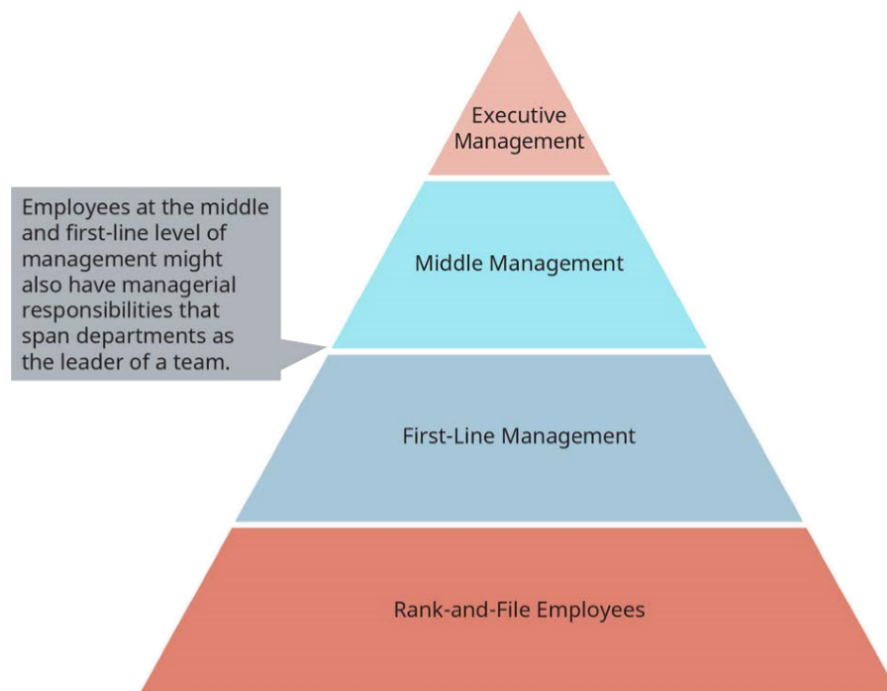 Executive
Management
Employees at the middle
and first-line level of
management might
also have managerial
responsibilities that
span departments as
the leader of a team.
Middle Management
First-Line Management
Rank-and-File Employees